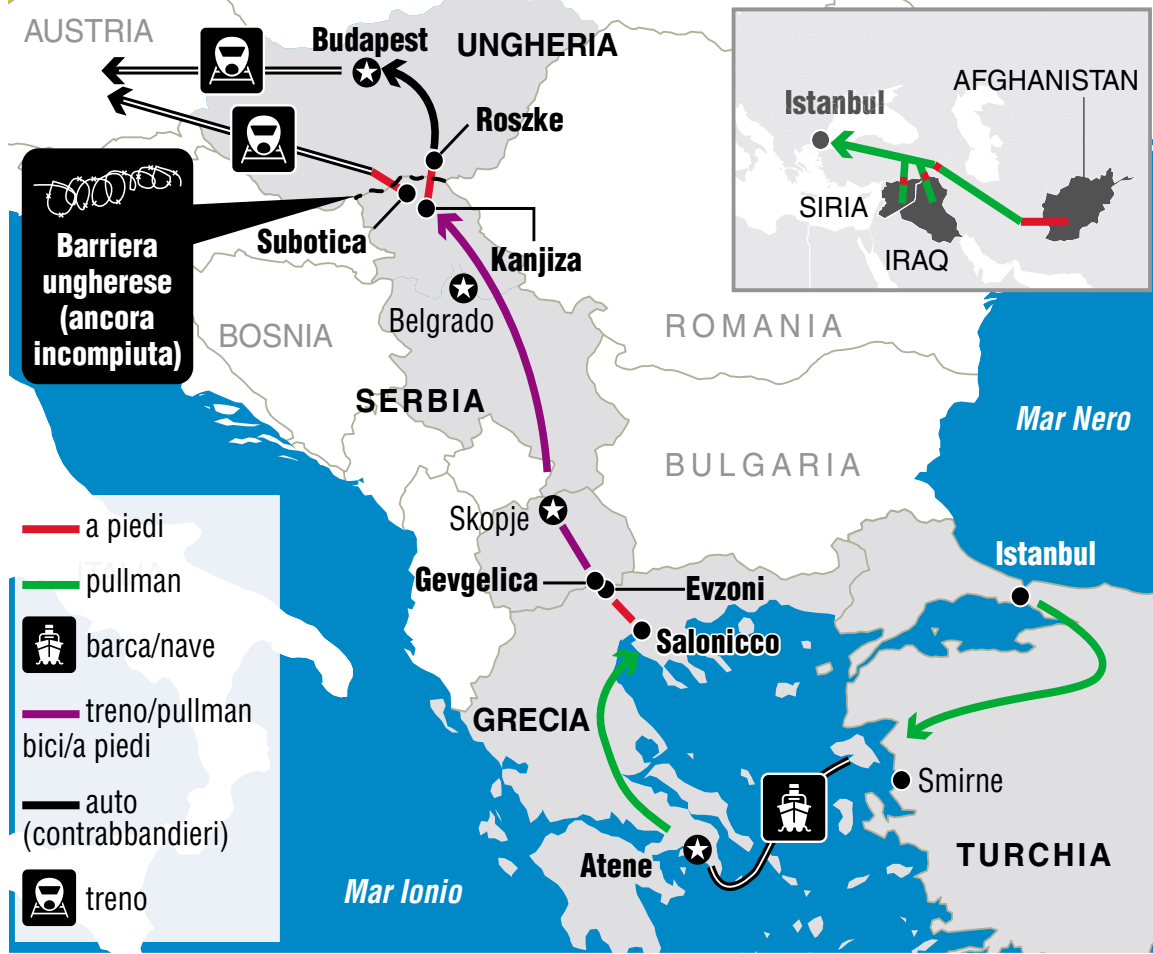 AUSTRIA
Budapest
UNGHERIA
Roszke
Barriera
ungherese
(ancora
incompiuta)
Subotica
Kanjiza
Belgrado
BOSNIA
ROMANIA
SERBIA
Mar Nero
BULGARIA
Skopje
Gevgelica
Evzoni
Istanbul
Salonicco
GRECIA
Smirne
Atene
TURCHIA
Mar Ionio
ITALIA
a piedi
pullman
barca/nave
treno/pullman
bici/a piedi
auto
(contrabbandieri)
treno
Istanbul
AFGHANISTAN
SIRIA
IRAQ